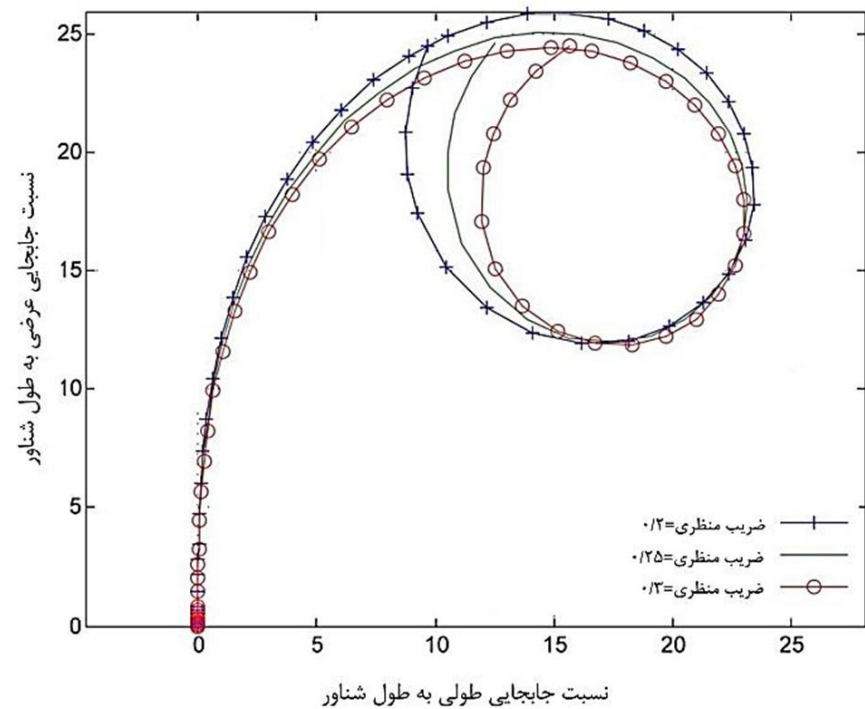 25
20
15
10
5
0
0 5 10 15 20 25
نسبت جابجایی عرضی به طول شناور
ضریب منظری=۰/۲
ضریب منظری=۰/۲۵
ضریب منظری=۰/۳
نسبت جابجایی طولی به طول شناور